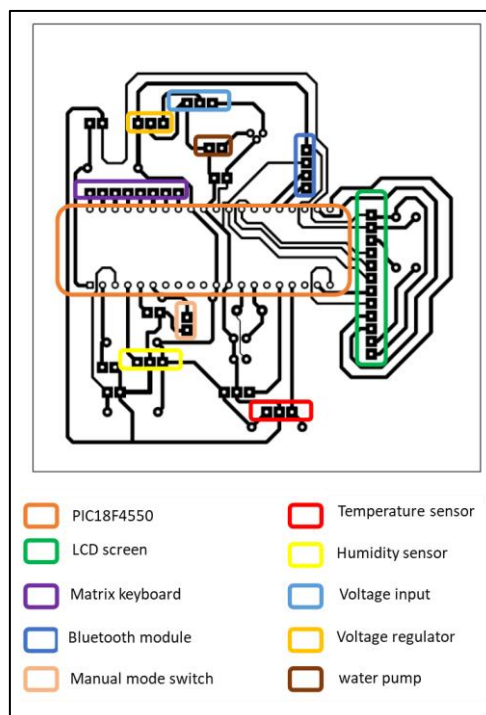 PIC18F4550
Temperature sensor
LCD screen
Humidity sensor
Matrix keyboard
Voltage input
Bluetooth module
Voltage regulator
Manual mode switch
water pump